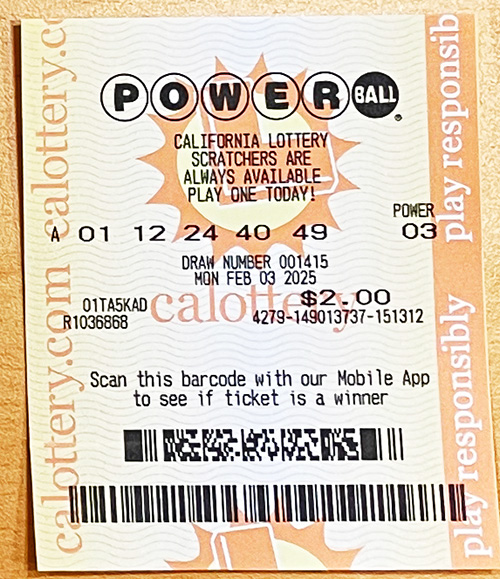 POWERBALL
CALIFORNIA LOTTERY
SCRATCHERS ARE
ALWAYS AVAILABLE
PLAY ONE TODAY!
POWER
A 01 12 24 40 49 03
DRAW NUMBER 001415
MON FEB 03 2025
01TA5KAD $2.00
R1036868 4279-149013737-151312
calottery
Scan this barcode with our Mobile App
to see if ticket is a winner
calottery.com calottery.c
play responsibly play responsib